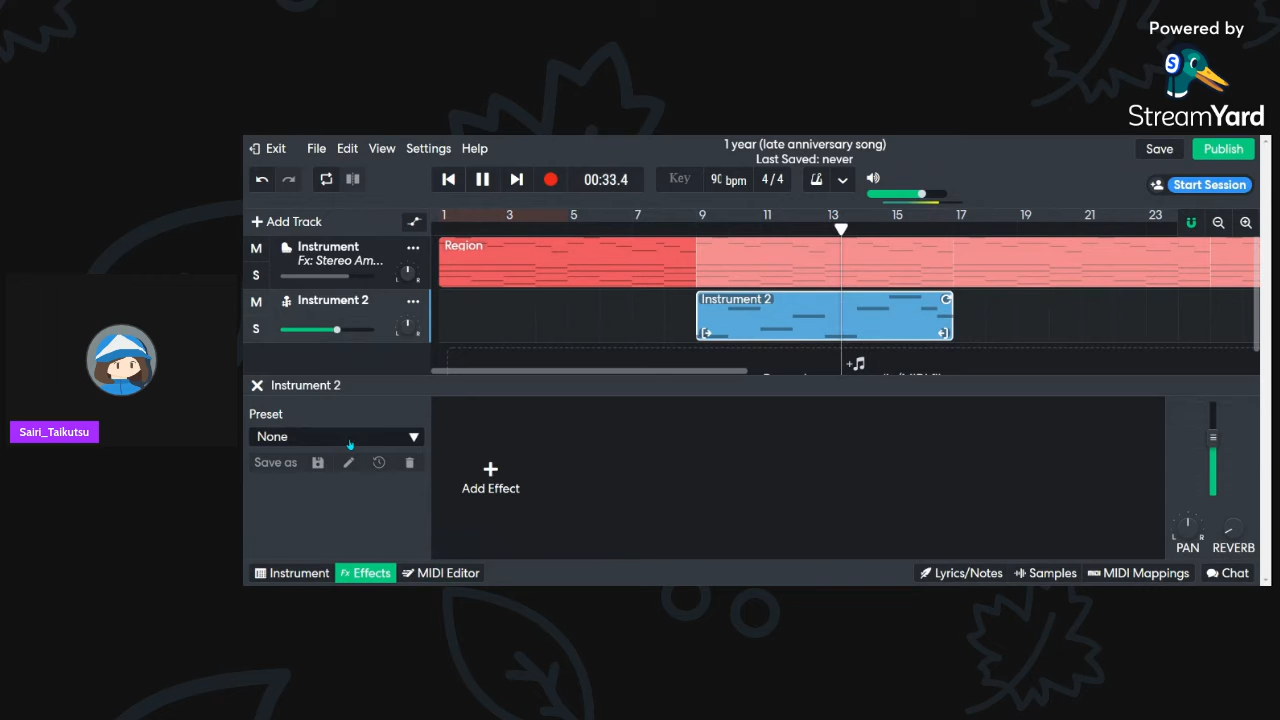 Powered by
S
StreamYard
Exit File Edit View Settings Help
1 year (late anniversary song)
Last Saved: never
Save Publish
00:33.4 Key 90 bpm 4/4
Start Session
+ Add Track
1 3 5 7 9 11 13 15 17 19 21 23
M Instrument
Fx: Stereo Am...
S
L R
Region
M Instrument 2
S
L R
Instrument 2
Instrument 2
Preset
None
Save as
+
Add Effect
L R
PAN REVERB
Instrument Fx Effects MIDI Editor
Lyrics/Notes Samples MIDI Mappings Chat
Sairi_Taikutsu